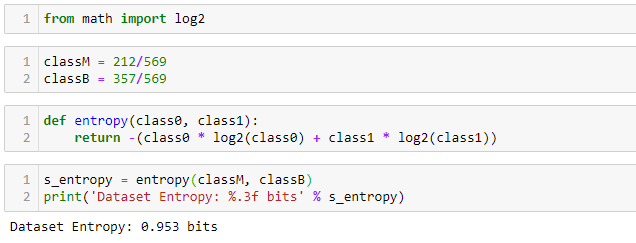 1 from math import log2
1 classM = 212/569
2 classB = 357/569
1 def entropy(class0, class1):
2     return -(class0 * log2(class0) + class1 * log2(class1))
1 s_entropy = entropy(classM, classB)
2 print('Dataset Entropy: %.3f bits' % s_entropy)
Dataset Entropy: 0.953 bits